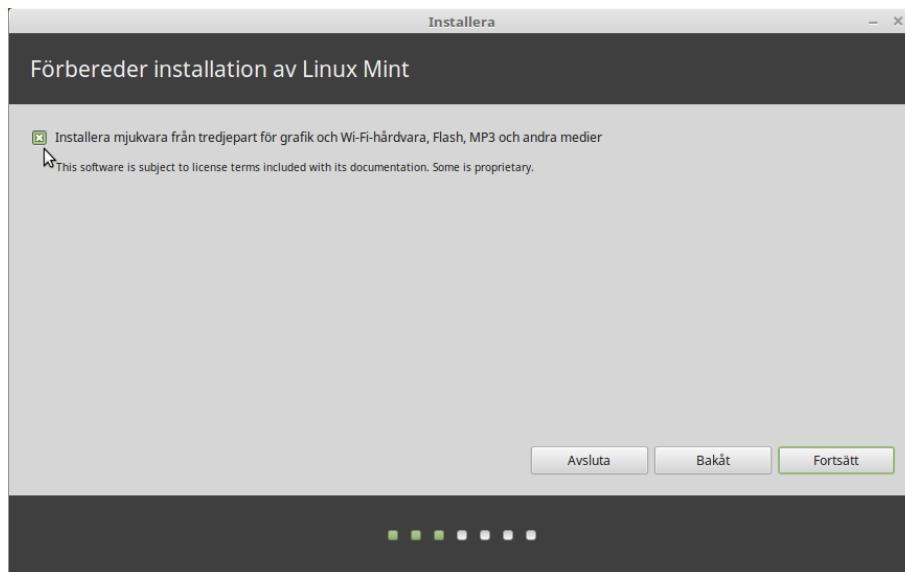 Installera
Förbereder installation av Linux Mint
Installera mjukvara från tredjepart för grafik och Wi-Fi-hårdvara, Flash, MP3 och andra medier
This software is subject to license terms included with its documentation. Some is proprietary.
Avsluta Bakåt Fortsätt